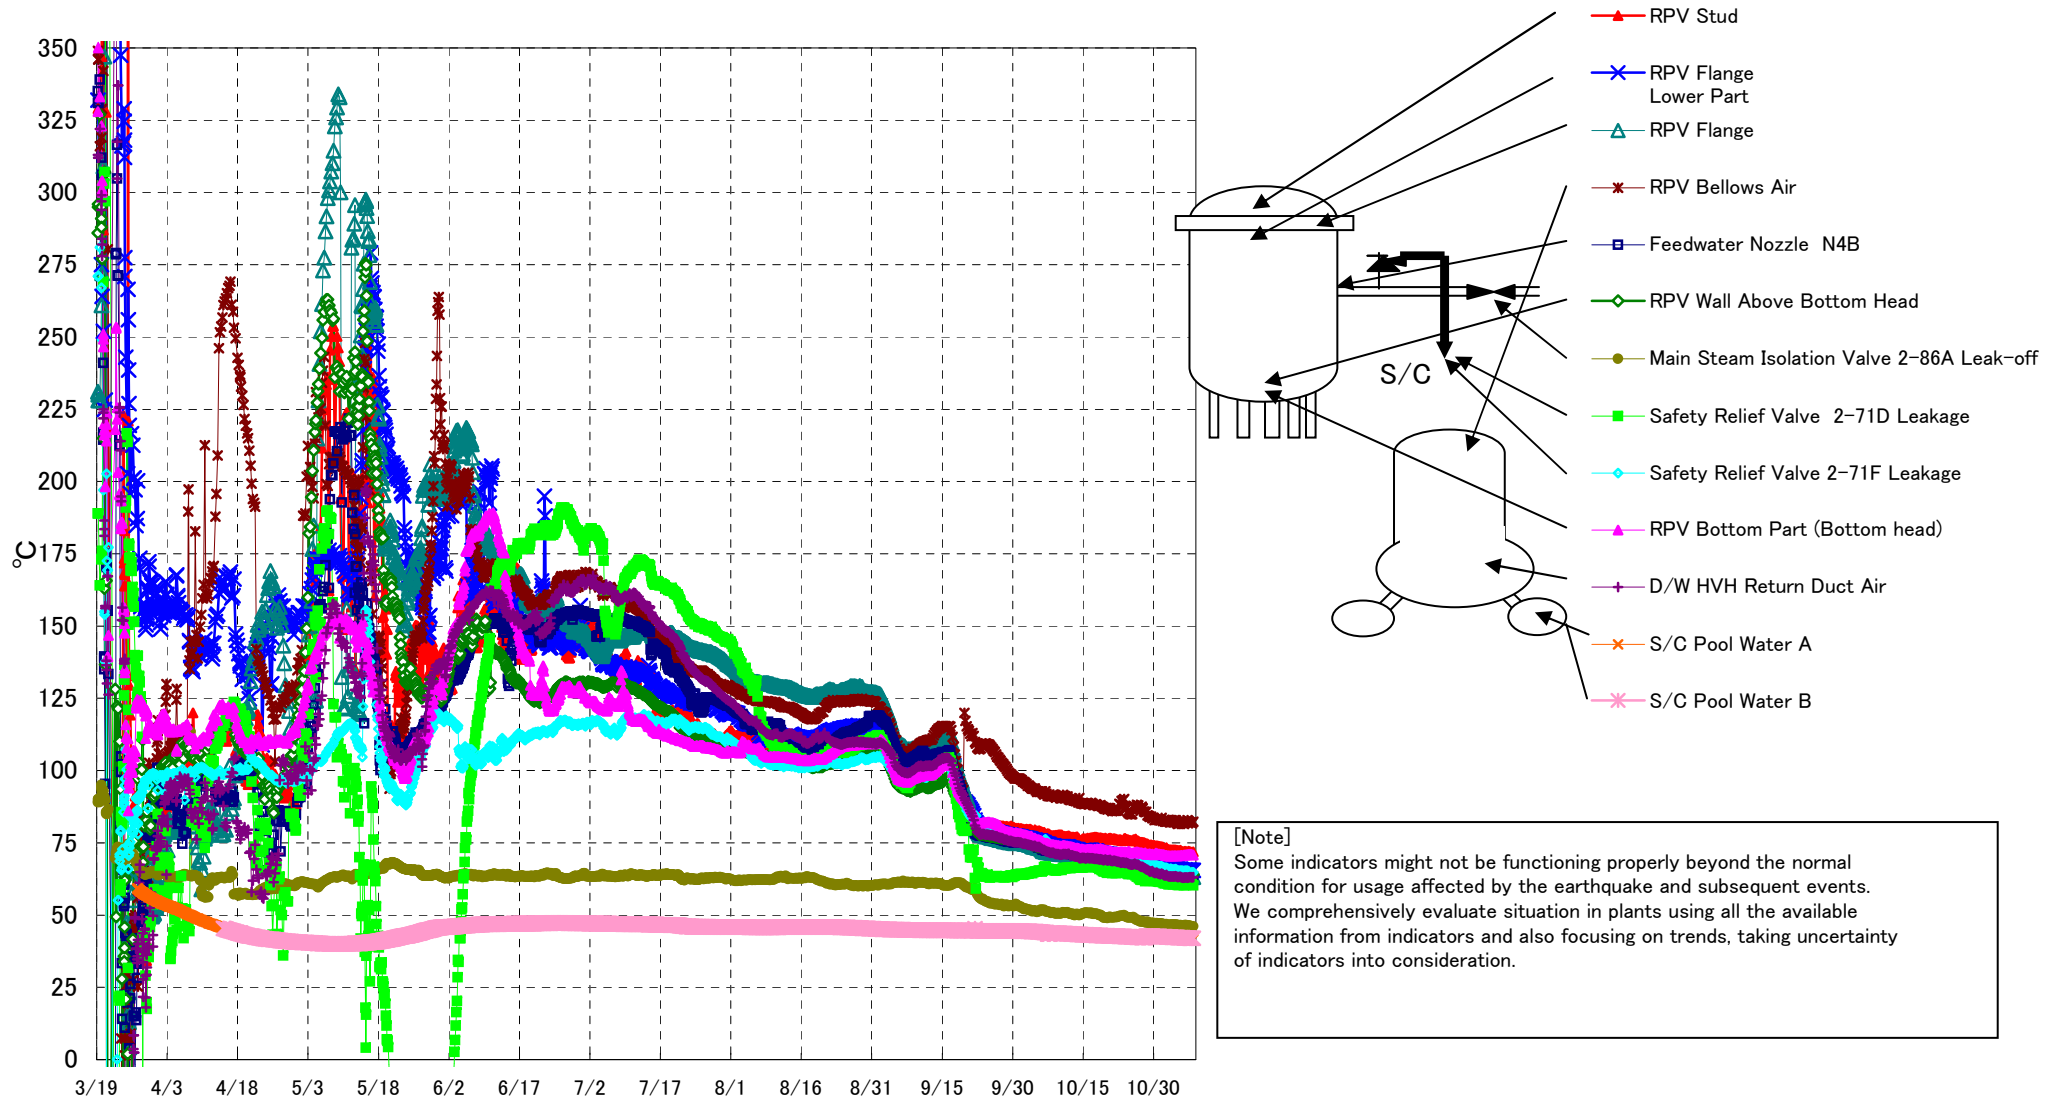 350
325
300
275
250
225
200
175
150
125
100
75
50
25
0
℃
3/19 4/3 4/18 5/3 5/18 6/2 6/17 7/2 7/17 8/1 8/16 8/31 9/15 9/30 10/15 10/30
RPV Stud
RPV Flange
Lower Part
RPV Flange
RPV Bellows Air
Feedwater Nozzle N4B
RPV Wall Above Bottom Head
Main Steam Isolation Valve 2-86A Leak-off
Safety Relief Valve 2-71D Leakage
Safety Relief Valve 2-71F Leakage
RPV Bottom Part (Bottom head)
D/W HVH Return Duct Air
S/C Pool Water A
S/C Pool Water B
S/C
[Note]
Some indicators might not be functioning properly beyond the normal
condition for usage affected by the earthquake and subsequent events.
We comprehensively evaluate situation in plants using all the available
information from indicators and also focusing on trends, taking uncertainty
of indicators into consideration.